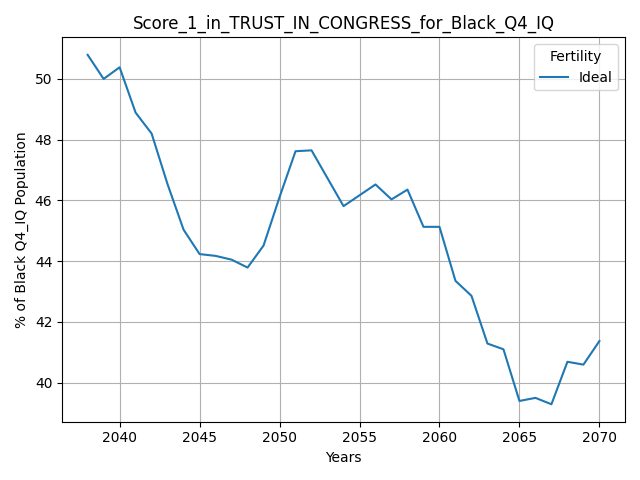 Score_1_in_TRUST_IN_CONGRESS_for_Black_Q4_IQ
Fertility
Ideal
% of Black Q4_IQ Population
50
48
46
44
42
40
2040
2045
2050
2055
2060
2065
2070
Years